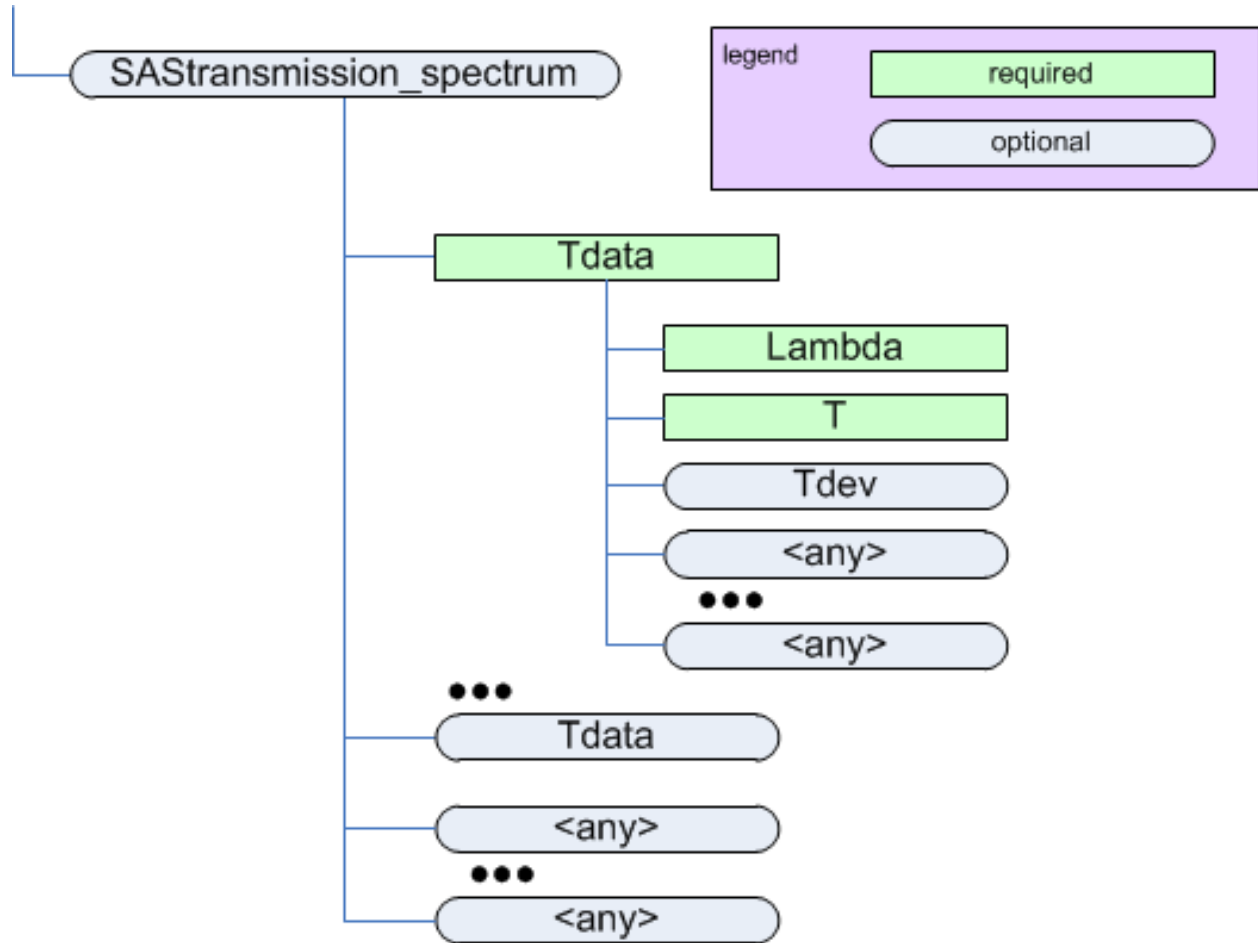 SAStransmission_spectrum
legend
required
optional
Tdata
Lambda
T
Tdev
<any>
<any>
Tdata
<any>
<any>